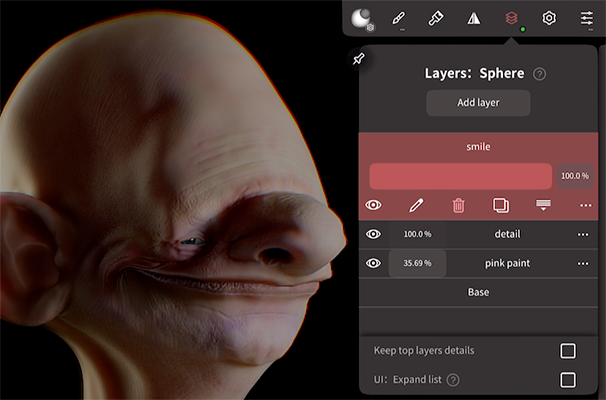 Layers: Sphere ?
Add layer
smile
100.0 %
100.0 % detail
35.69 % pink paint
Base
Keep top layers details
UI: Expand list ?